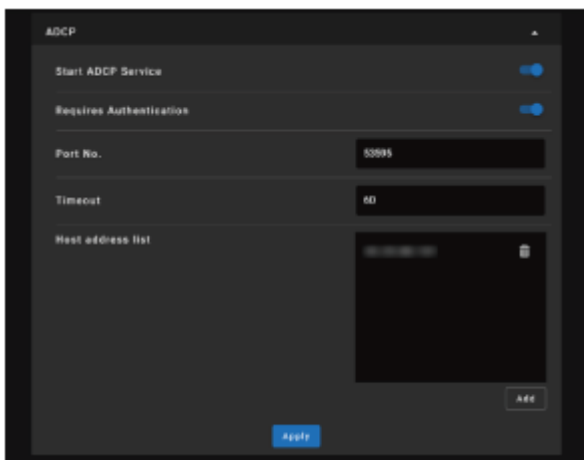 ADCP
Start ADCP Service
Requires Authentication
Port No.
53595
Timeout
60
Host address list
Add
Apply